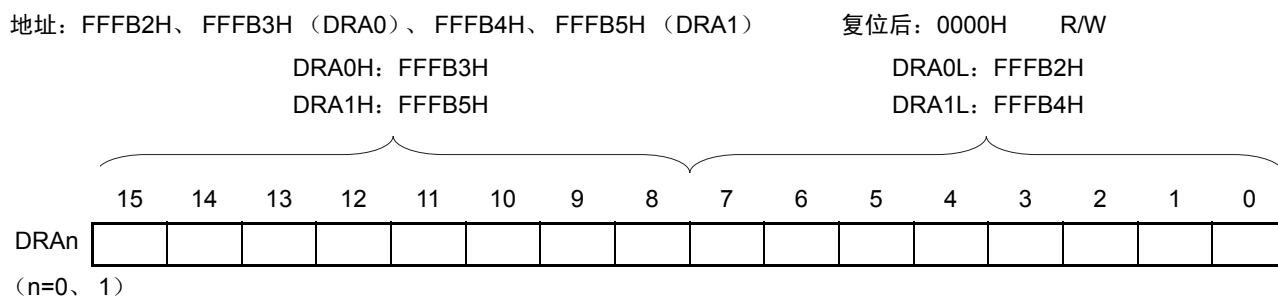 地址：FFFB2H、 FFFB3H （DRA0）、 FFFB4H、 FFFB5H （DRA1） 复位后：0000H R/W
DRA0H：FFFB3H DRA0L：FFFB2H
DRA1H：FFFB5H DRA1L：FFFB4H
15 14 13 12 11 10 9 8 7 6 5 4 3 2 1 0
DRAn
（n=0、 1）